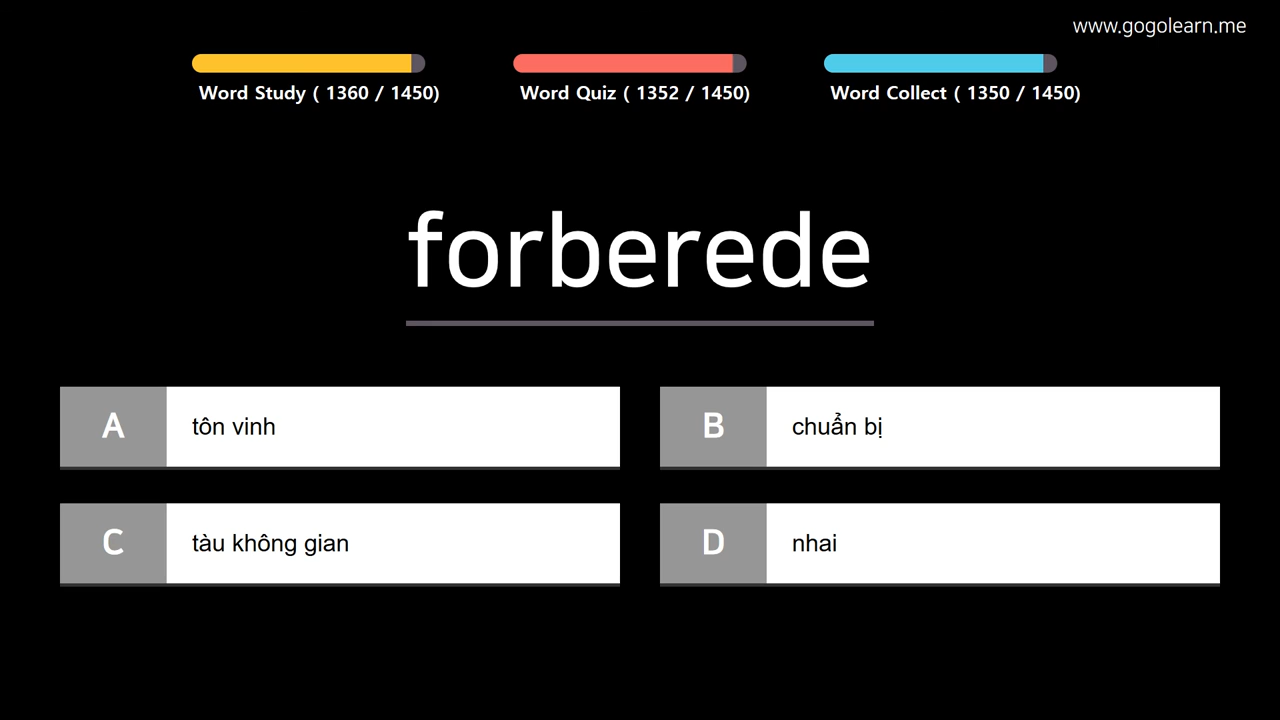 www.gogolearn.me
Word Study ( 1360 / 1450)
Word Quiz ( 1352 / 1450)
Word Collect ( 1350 / 1450)
forberede
A tôn vinh
B chuẩn bị
C tàu không gian
D nhai